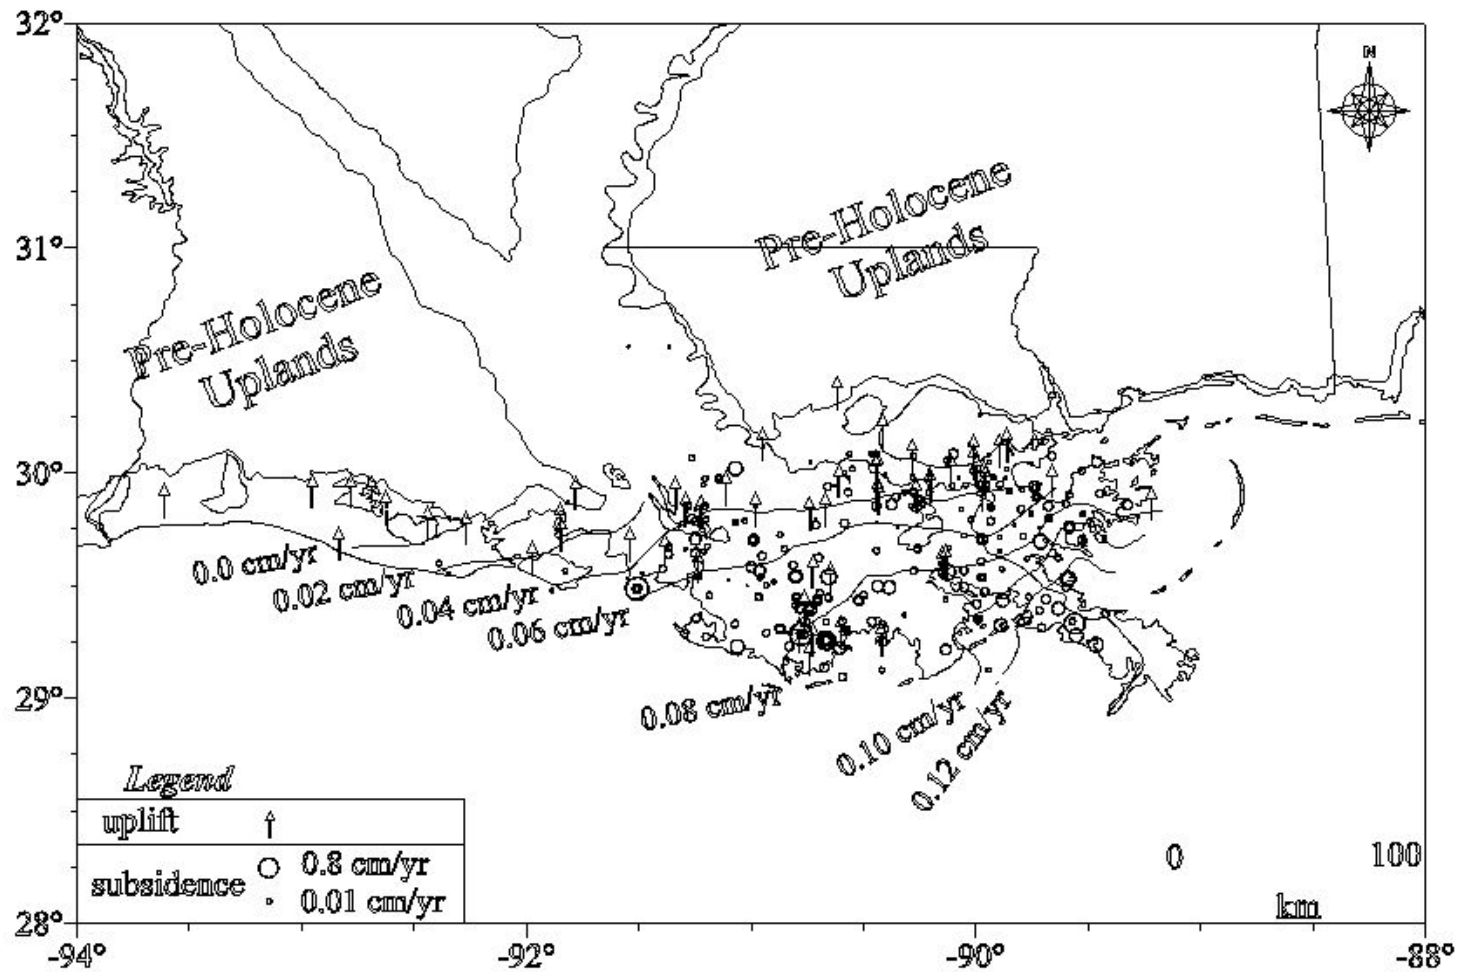 32°
N
Pre-Holocene
Uplands
31°
Pre-Holocene
Uplands
30°
0.0 cm/yr
0.02 cm/yr
0.04 cm/yr
0.06 cm/yr
29°
0.08 cm/yr
0.10 cm/yr
0.12 cm/yr
Legend
uplift
subsidence
0.8 cm/yr
0.01 cm/yr
0 100
km
28°
-94° -92° -90° -88°